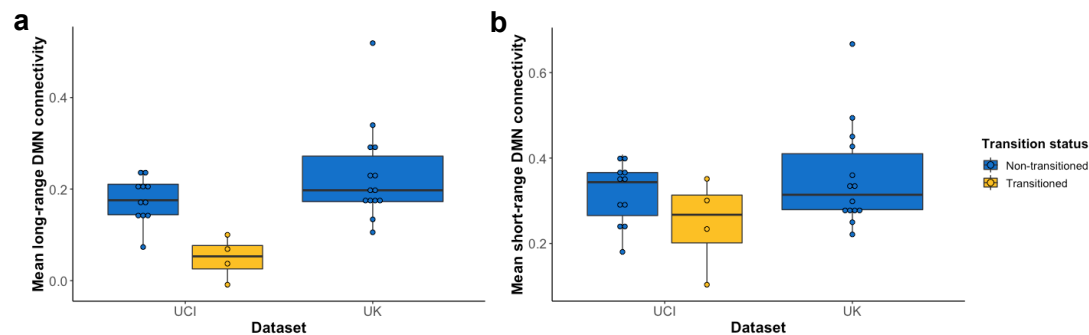 a
Mean long-range DMN connectivity
0.4
0.2
0.0
UCI
UK
Dataset
b
Mean short-range DMN connectivity
0.6
0.4
0.2
UCI
UK
Dataset
Transition status
Non-transitioned
Transitioned